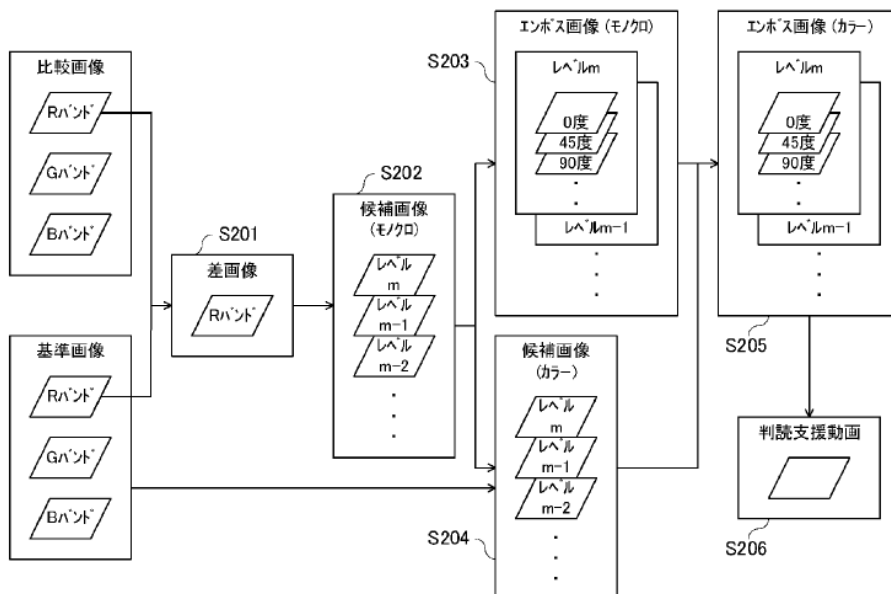 比較画像
Rバンド
Gバンド
Bバンド
基準画像
Rバンド
Gバンド
Bバンド
S201
差画像
Rバンド
S202
候補画像
(モノクロ)
レベル
m
レベル
m-1
レベル
m-2
・
・
・
S203
エンボス画像(モノクロ)
レベルm
0度
45度
90度
・
・
レベルm-1
・
・
・
候補画像
(カラー)
レベル
m
レベル
m-1
レベル
m-2
・
・
・
S204
エンボス画像(カラー)
レベルm
0度
45度
90度
・
・
レベルm-1
・
・
・
S205
判読支援動画
S206